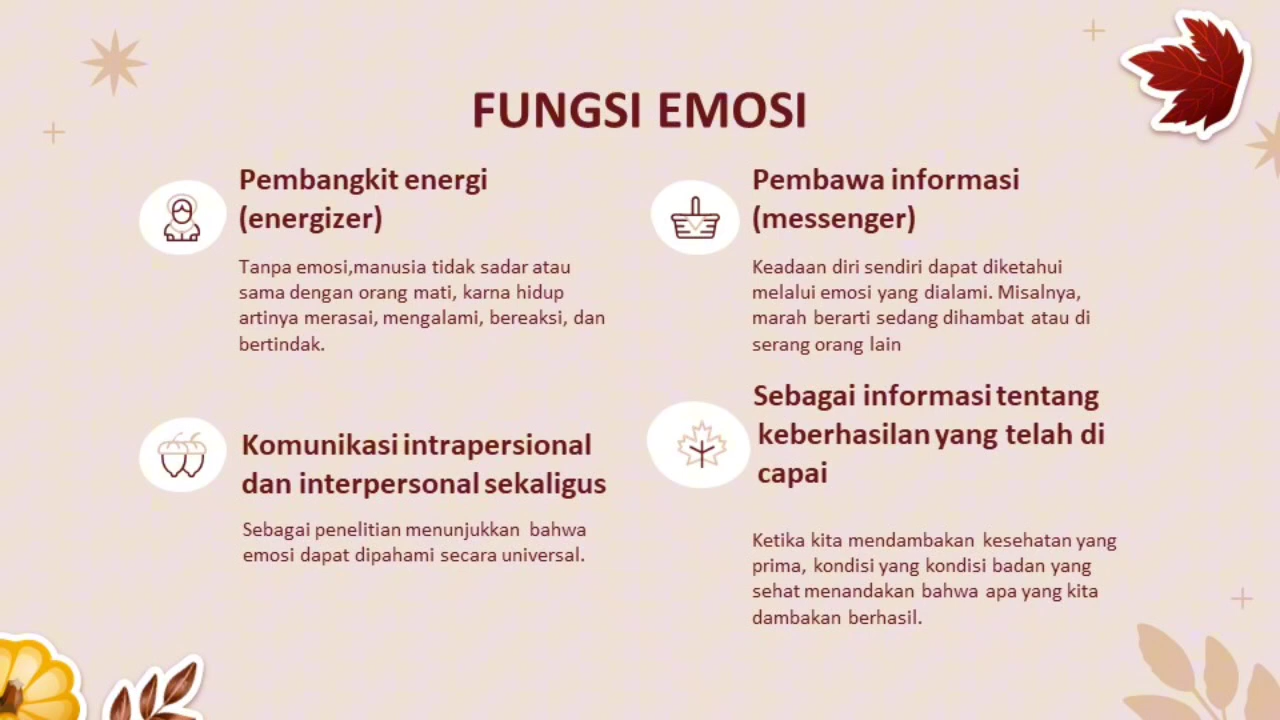 FUNGSI EMOSI
Pembangkit energi
(energizer)
Tanpa emosi,manusia tidak sadar atau
sama dengan orang mati, karna hidup
artinya merasai, mengalami, bereaksi, dan
bertindak.
Pembawa informasi
(messenger)
Keadaan diri sendiri dapat diketahui
melalui emosi yang dialami. Misalnya,
marah berarti sedang dihambat atau di
serang orang lain
Komunikasi intrapersional
dan interpersonal sekaligus
Sebagai penelitian menunjukkan bahwa
emosi dapat dipahami secara universal.
Sebagai informasi tentang
keberhasilan yang telah di
capai
Ketika kita mendambakan kesehatan yang
prima, kondisi yang kondisi badan yang
sehat menandakan bahwa apa yang kita
dambakan berhasil.